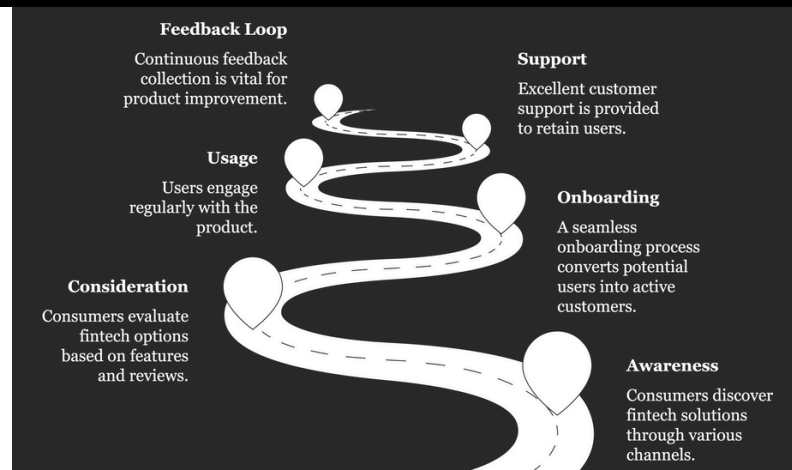 Feedback Loop
Continuous feedback
collection is vital for
product improvement.
Support
Excellent customer
support is provided
to retain users.
Usage
Users engage
regularly with the
product.
Onboarding
A seamless
onboarding process
converts potential
users into active
customers.
Consideration
Consumers evaluate
fintech options
based on features
and reviews.
Awareness
Consumers discover
fintech solutions
through various
channels.